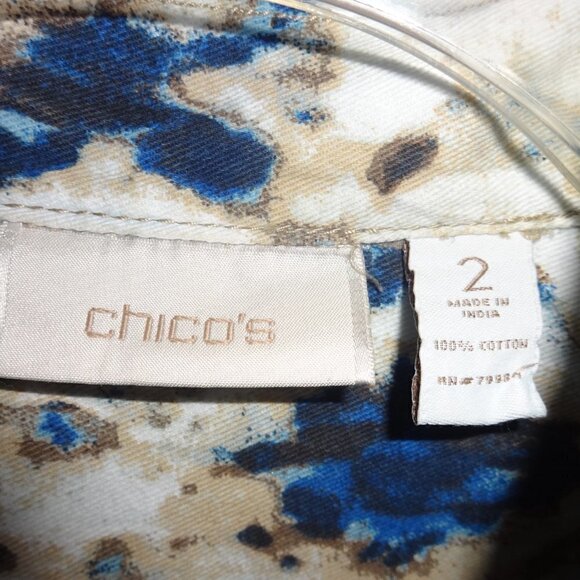 chico's
2
MADE IN
INDIA
100% COTTON